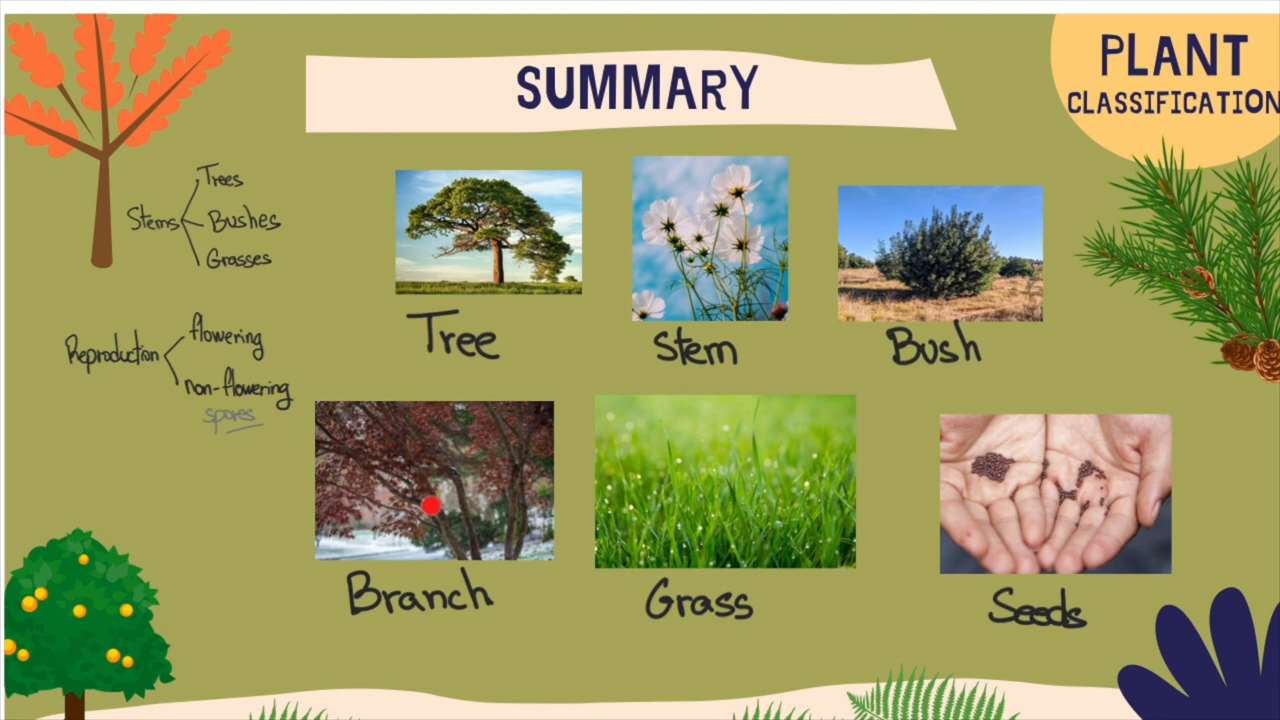 SUMMARY
PLANT
CLASSIFICATION
Trees
Stems
Bushes
Grasses
Reproduction
flowering
non-flowering
spores
Tree
Stem
Bush
Branch
Grass
Seeds